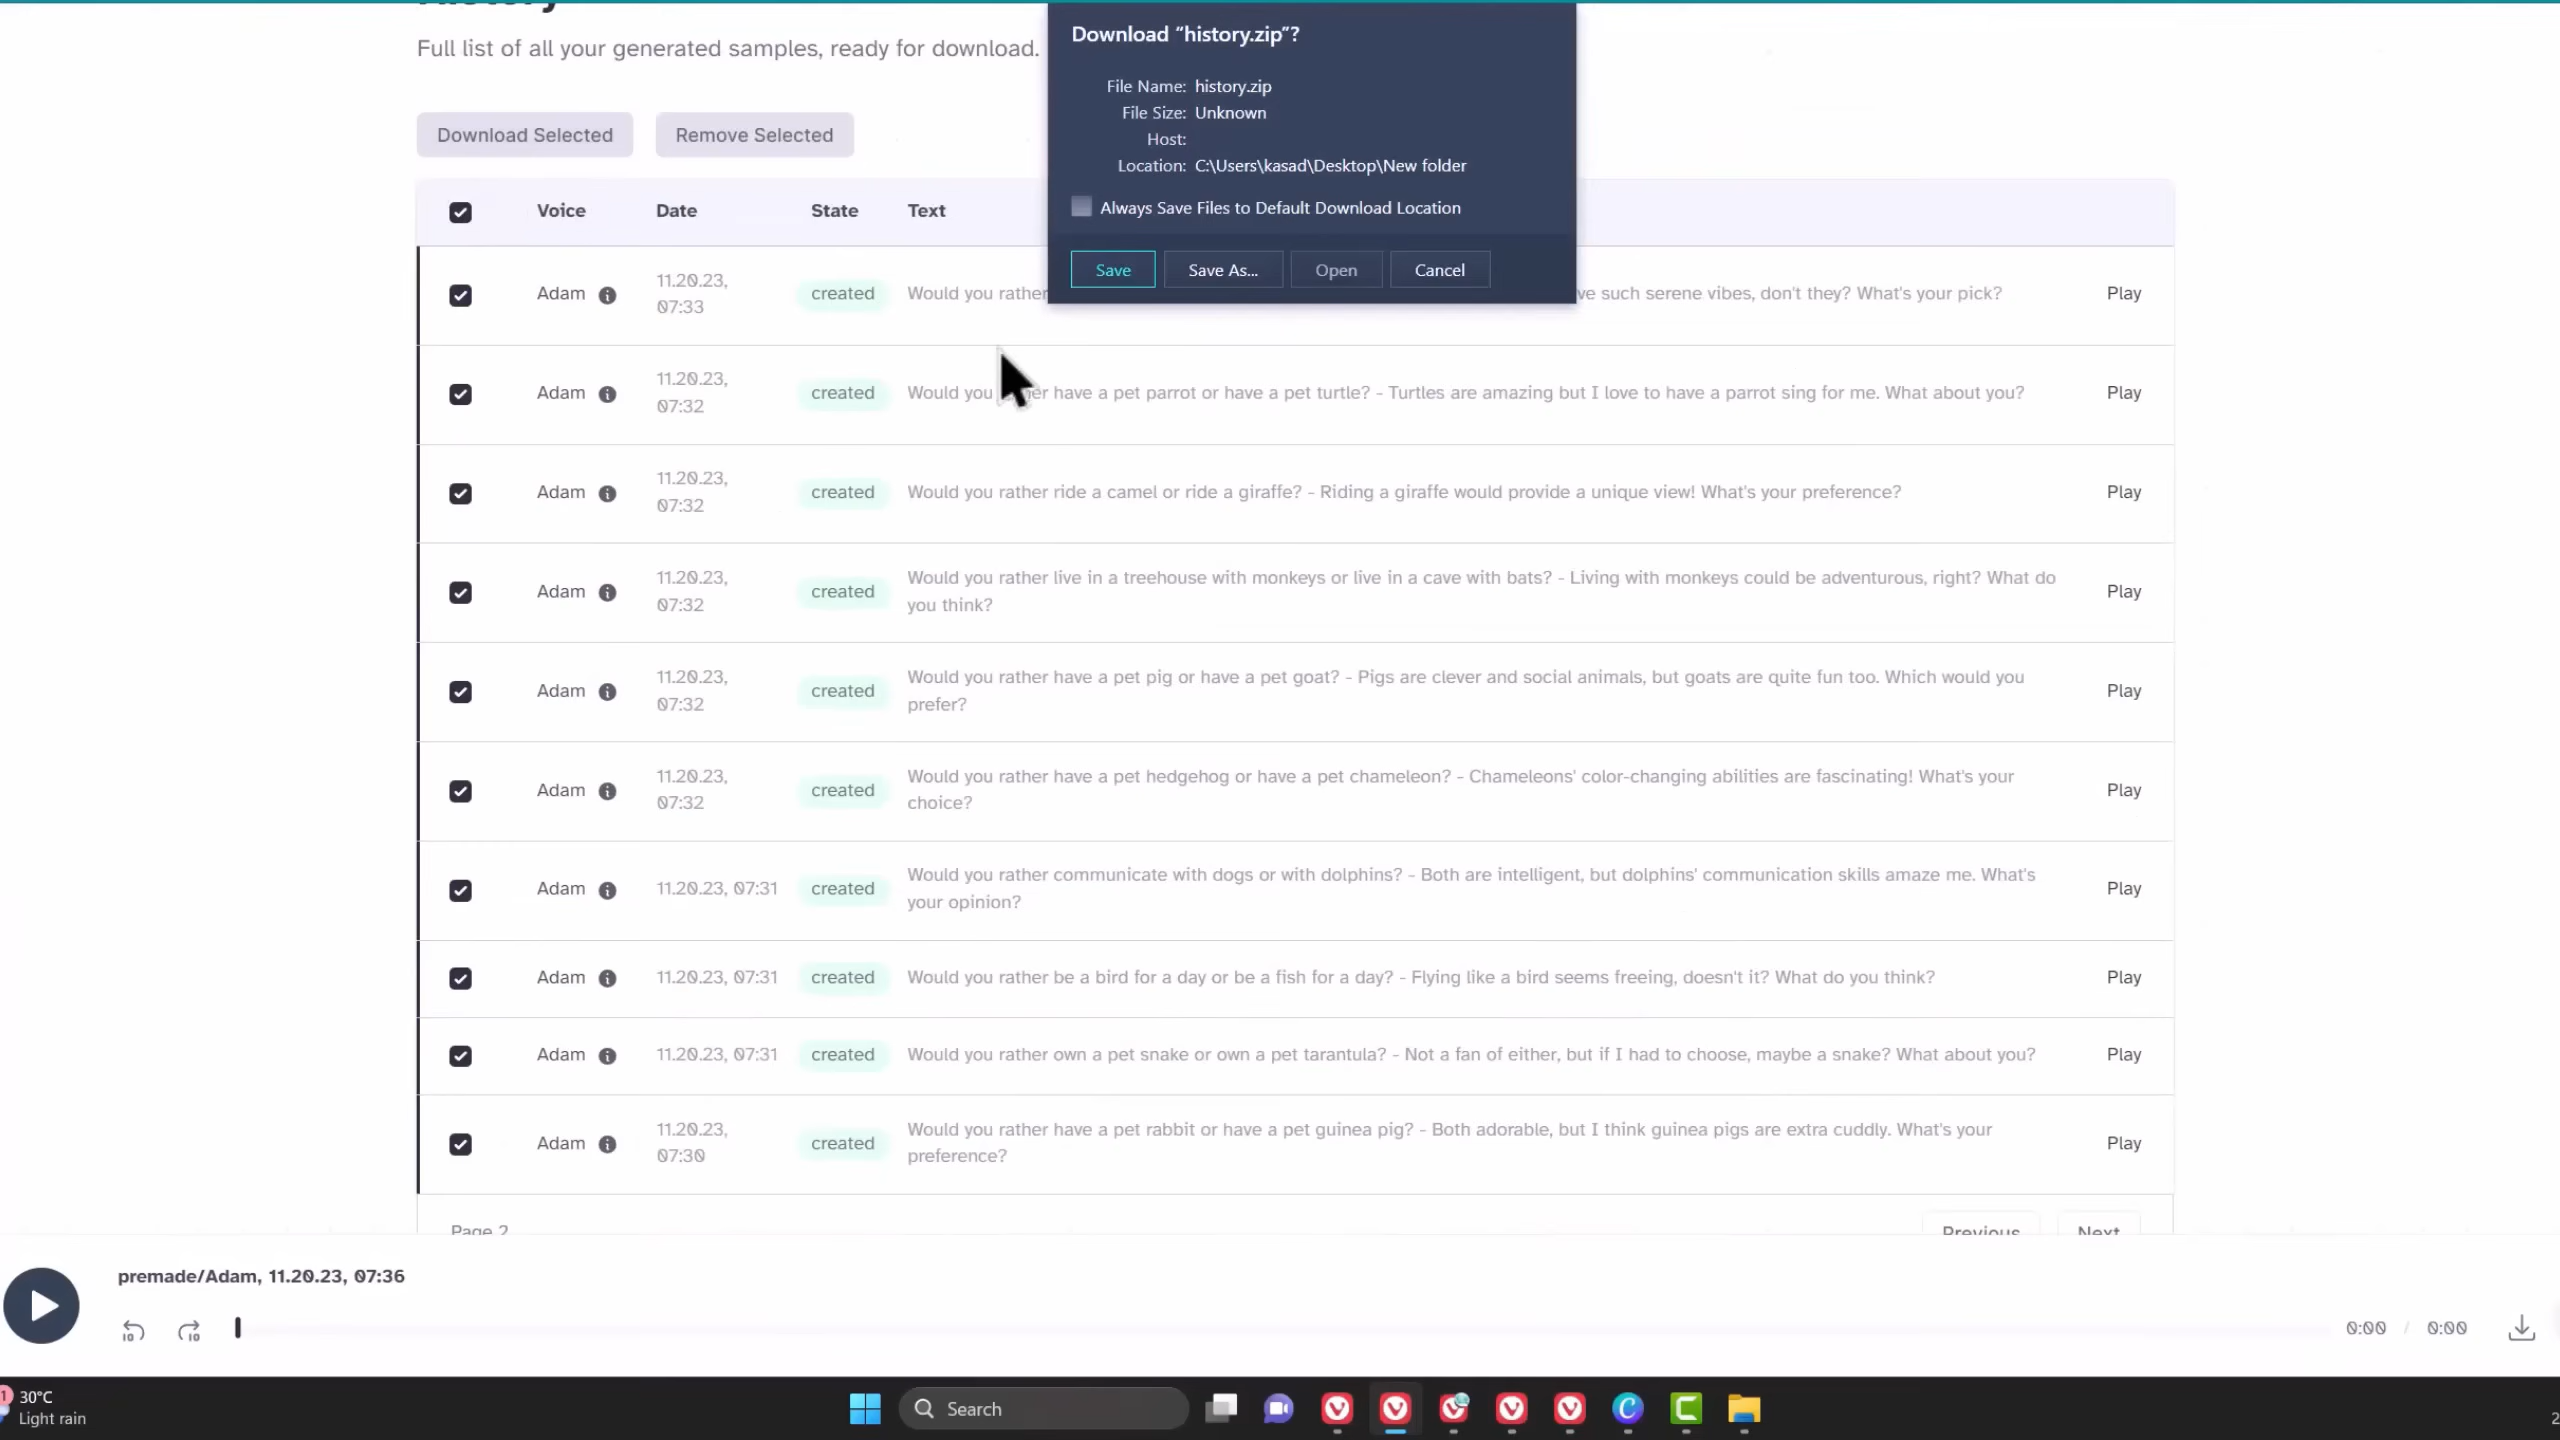 History
Full list of all your generated samples, ready for download.
Download "history.zip"?
File Name: history.zip
File Size: Unknown
Host:
Location: C:\Users\kasad\Desktop\New folder
Always Save Files to Default Download Location
Save Save As... Open Cancel
Download Selected Remove Selected
Voice Date State Text
Adam 11.20.23, 07:33 created Would you rather ve such serene vibes, don't they? What's your pick? Play
Adam 11.20.23, 07:32 created Would you her have a pet parrot or have a pet turtle? - Turtles are amazing but I love to have a parrot sing for me. What about you? Play
Adam 11.20.23, 07:32 created Would you rather ride a camel or ride a giraffe? - Riding a giraffe would provide a unique view! What's your preference? Play
Adam 11.20.23, 07:32 created Would you rather live in a treehouse with monkeys or live in a cave with bats? - Living with monkeys could be adventurous, right? What do
you think? Play
Adam 11.20.23, 07:32 created Would you rather have a pet pig or have a pet goat? - Pigs are clever and social animals, but goats are quite fun too. Which would you
prefer? Play
Adam 11.20.23, 07:32 created Would you rather have a pet hedgehog or have a pet chameleon? - Chameleons' color-changing abilities are fascinating! What's your
choice? Play
Adam 11.20.23, 07:31 created Would you rather communicate with dogs or with dolphins? - Both are intelligent, but dolphins' communication skills amaze me. What's
your opinion? Play
Adam 11.20.23, 07:31 created Would you rather be a bird for a day or be a fish for a day? - Flying like a bird seems freeing, doesn't it? What do you think? Play
Adam 11.20.23, 07:31 created Would you rather own a pet snake or own a pet tarantula? - Not a fan of either, but if I had to choose, maybe a snake? What about you? Play
Adam 11.20.23, 07:30 created Would you rather have a pet rabbit or have a pet guinea pig? - Both adorable, but I think guinea pigs are extra cuddly. What's your
preference? Play
Page 2 Previous Next
premade/Adam, 11.20.23, 07:36
10 10 0:00 / 0:00
1 30°C
Light rain
Search
2